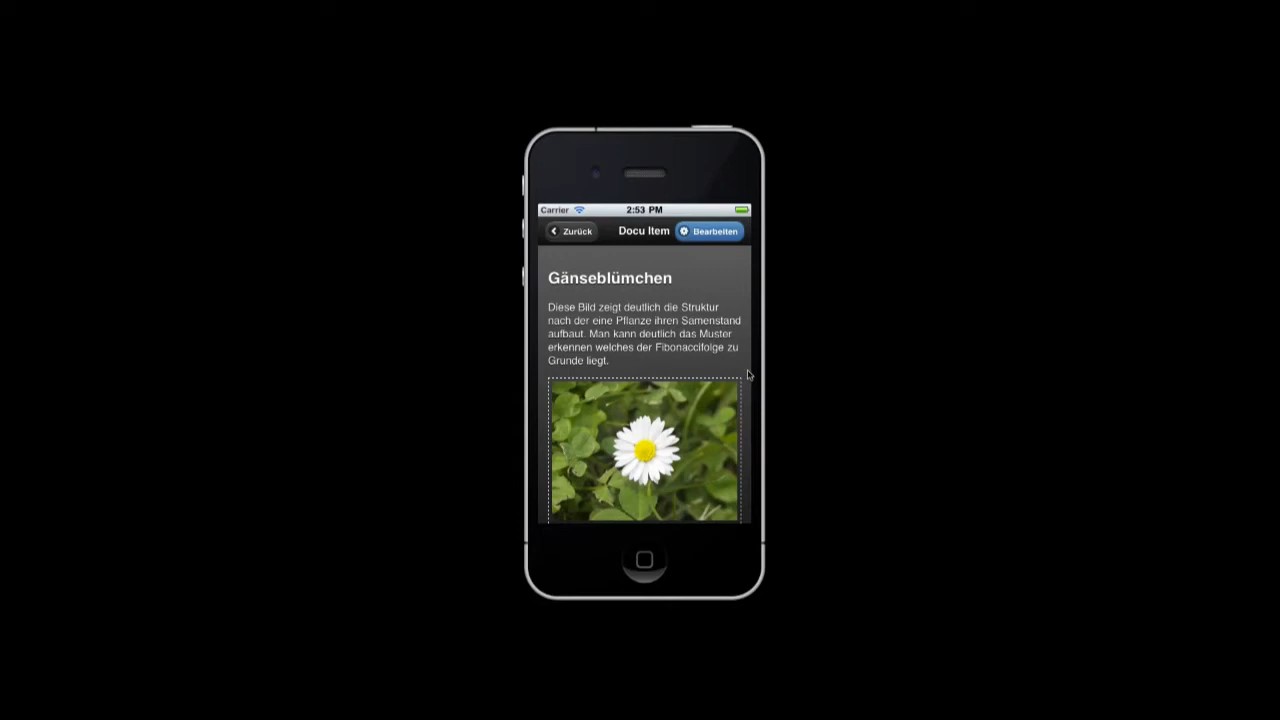 Carrier 2:53 PM
Zurück Docu Item Bearbeiten
Gänseblümchen
Diese Bild zeigt deutlich die Struktur
nach der eine Pflanze ihren Samenstand
aufbaut. Man kann deutlich das Muster
erkennen welches der Fibonaccifolge zu
Grunde liegt.